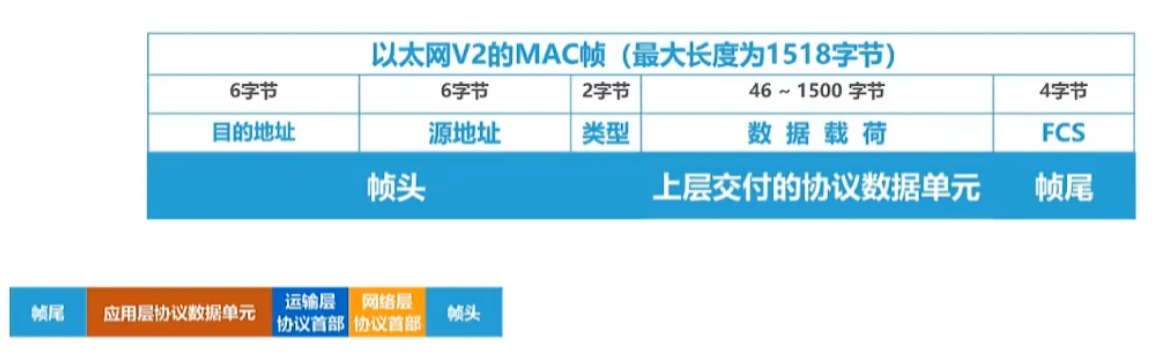 以太网V2的MAC帧（最大长度为1518字节）
6字节 6字节 2字节 46 ~ 1500 字节 4字节
目的地址 源地址 类型 数 据 载 荷 FCS
帧头 上层交付的协议数据单元 帧尾
帧尾 应用层协议数据单元 运输层 网络层 帧头
协议首部 协议首部